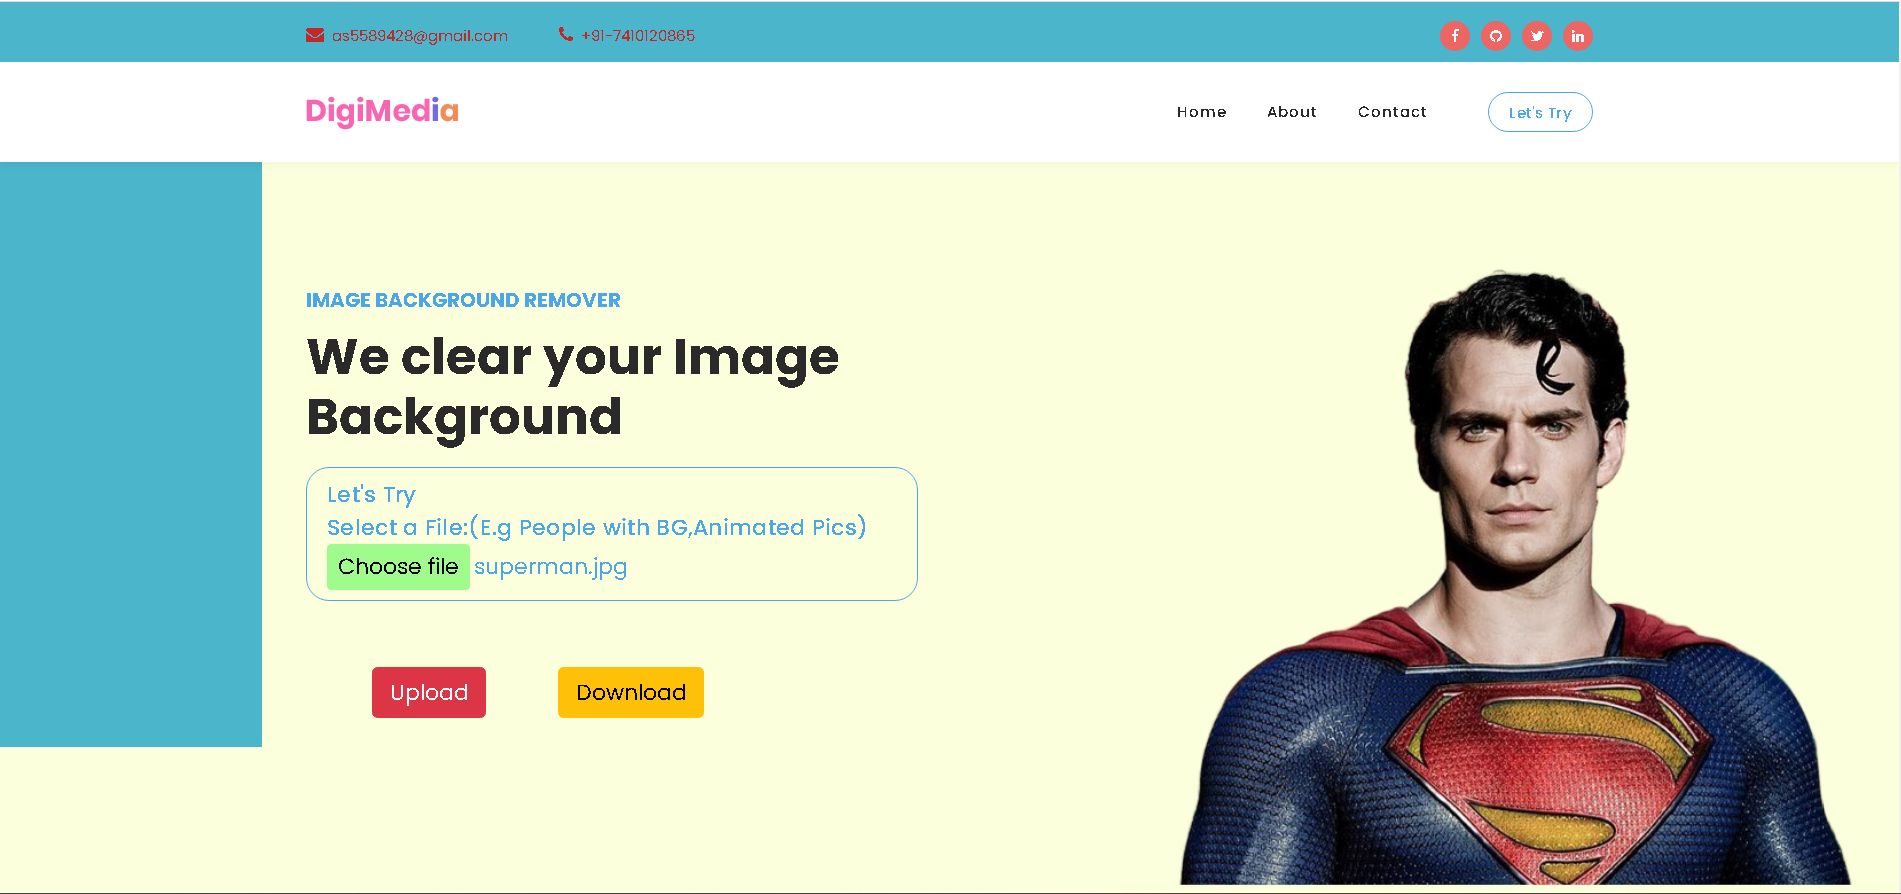 as5589428@gmail.com +91-7410120865
DigiMedia Home About Contact Let's Try
IMAGE BACKGROUND REMOVER
We clear your Image
Background
Let's Try
Select a File:(E.g People with BG,Animated Pics)
Choose file superman.jpg
Upload Download